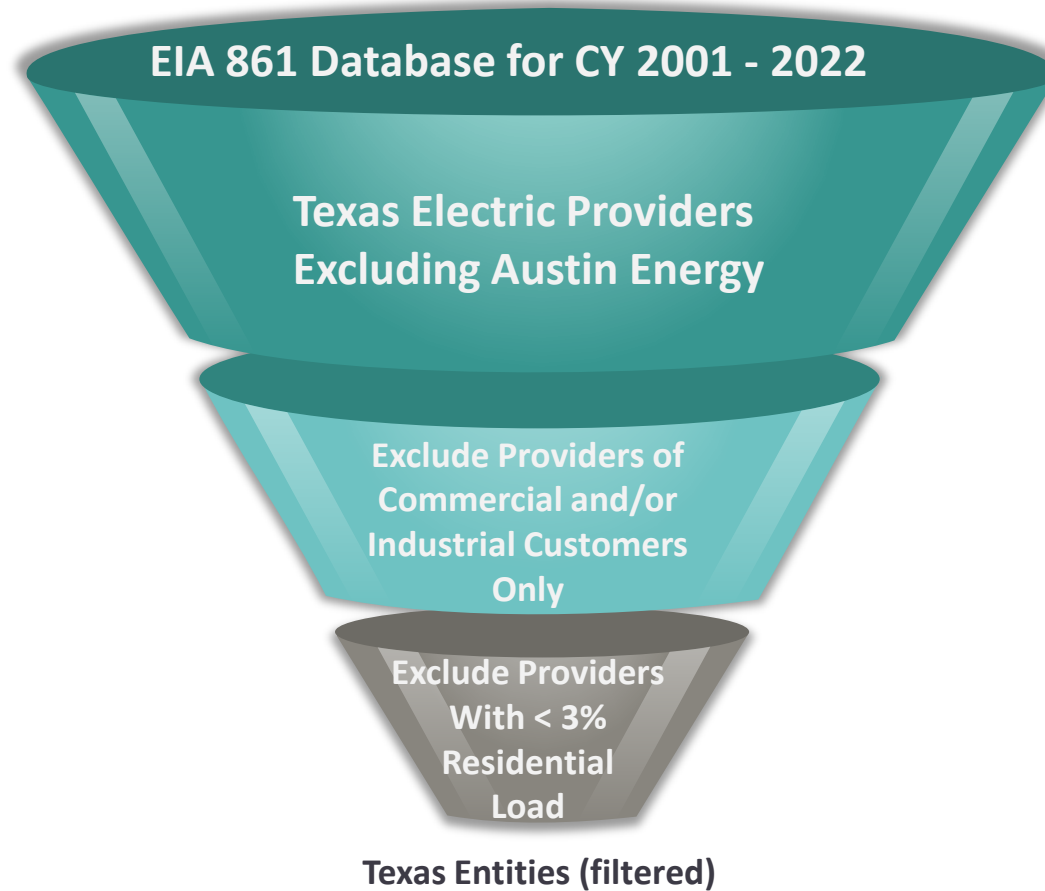 EIA 861 Database for CY 2001 - 2022
Texas Electric Providers
Excluding Austin Energy
Exclude Providers of
Commercial and/or
Industrial Customers
Only
Exclude Providers
With < 3%
Residential
Load
Texas Entities (filtered)